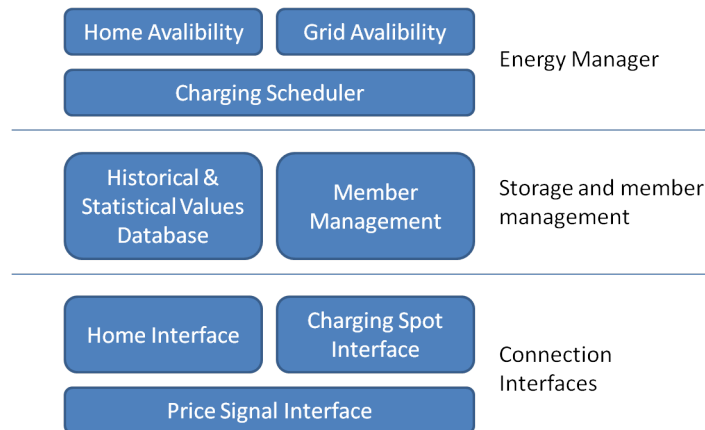 Home Avalibility
Grid Avalibility
Energy Manager
Charging Scheduler
Historical &
Statistical Values
Database
Member
Management
Storage and member
management
Home Interface
Charging Spot
Interface
Connection
Interfaces
Price Signal Interface